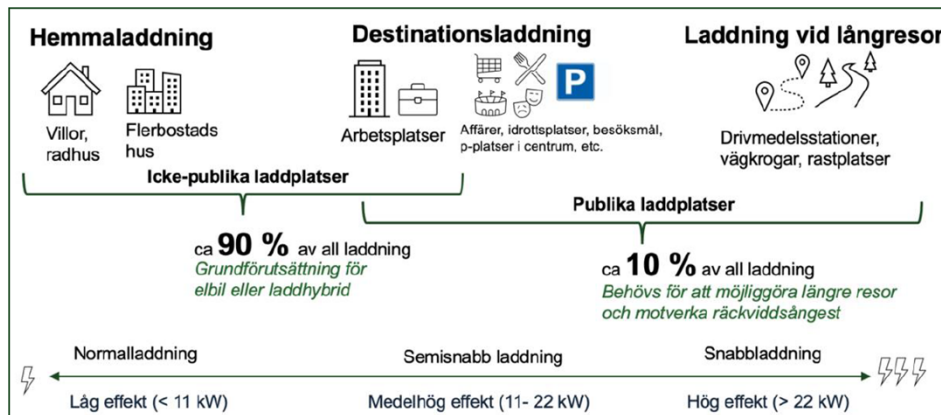 Hemmaladdning
Destinationsladdning
Laddning vid långresor
Villor,
radhus
Flerbostads
hus
Arbetsplatser
P
Affärer, idrottsplatser, besöksmål,
p-platser i centrum, etc.
Drivmedelsstationer,
vägkrogar, rastplatser
Icke-publika laddplatser
Publika laddplatser
ca 90 % av all laddning
Grundförutsättning för
elbil eller laddhybrid
ca 10 % av all laddning
Behövs för att möjliggöra längre resor
och motverka räckviddsångest
Normalladdning
Semisnabb laddning
Snabbladdning
Låg effekt (< 11 kW)
Medelhög effekt (11- 22 kW)
Hög effekt (> 22 kW)